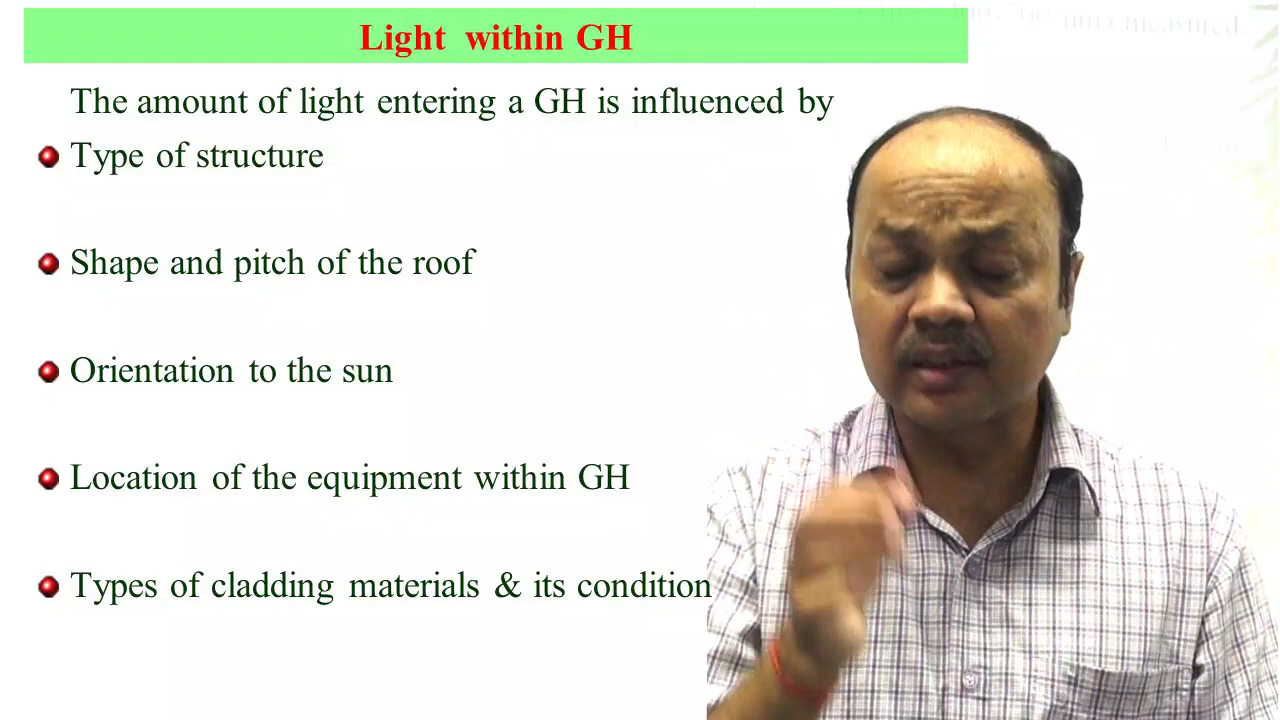 Light within GH
measured
The amount of light entering a GH is influenced by
Type of structure
Shape and pitch of the roof
Orientation to the sun
Location of the equipment within GH
Types of cladding materials & its condition